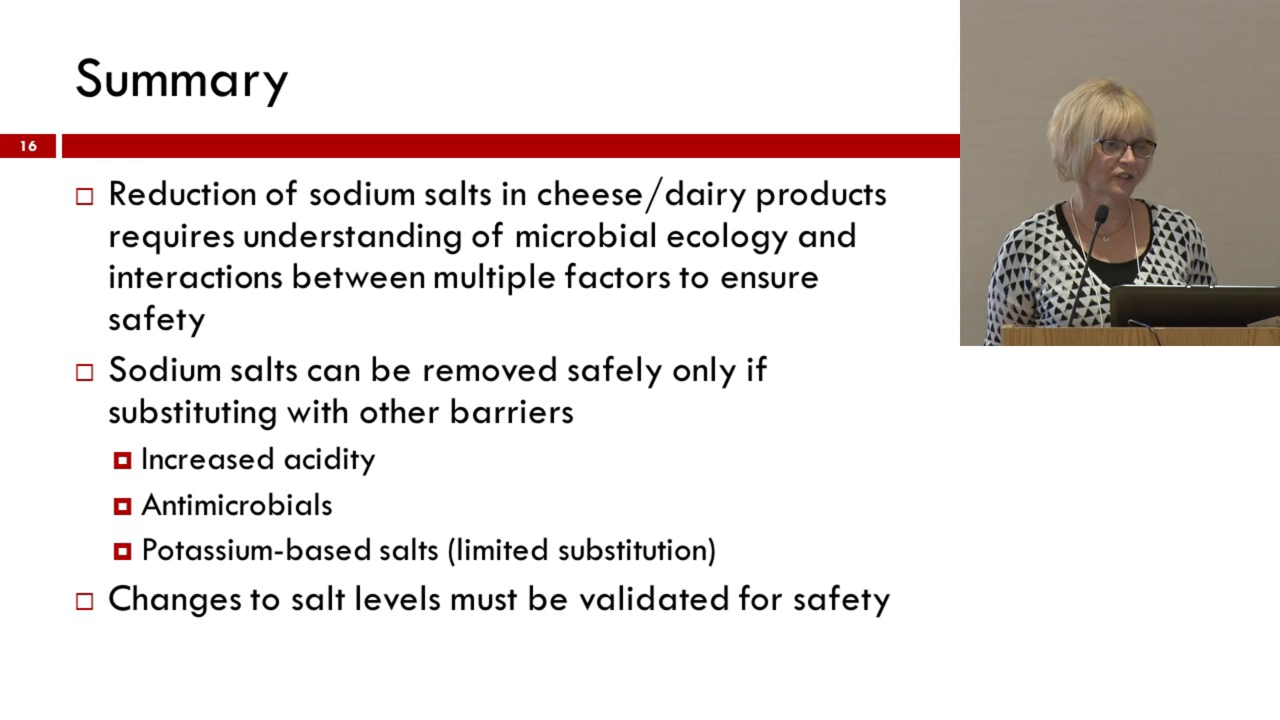 Summary
16
Reduction of sodium salts in cheese/dairy products
requires understanding of microbial ecology and
interactions between multiple factors to ensure
safety
Sodium salts can be removed safely only if
substituting with other barriers
Increased acidity
Antimicrobials
Potassium-based salts (limited substitution)
Changes to salt levels must be validated for safety